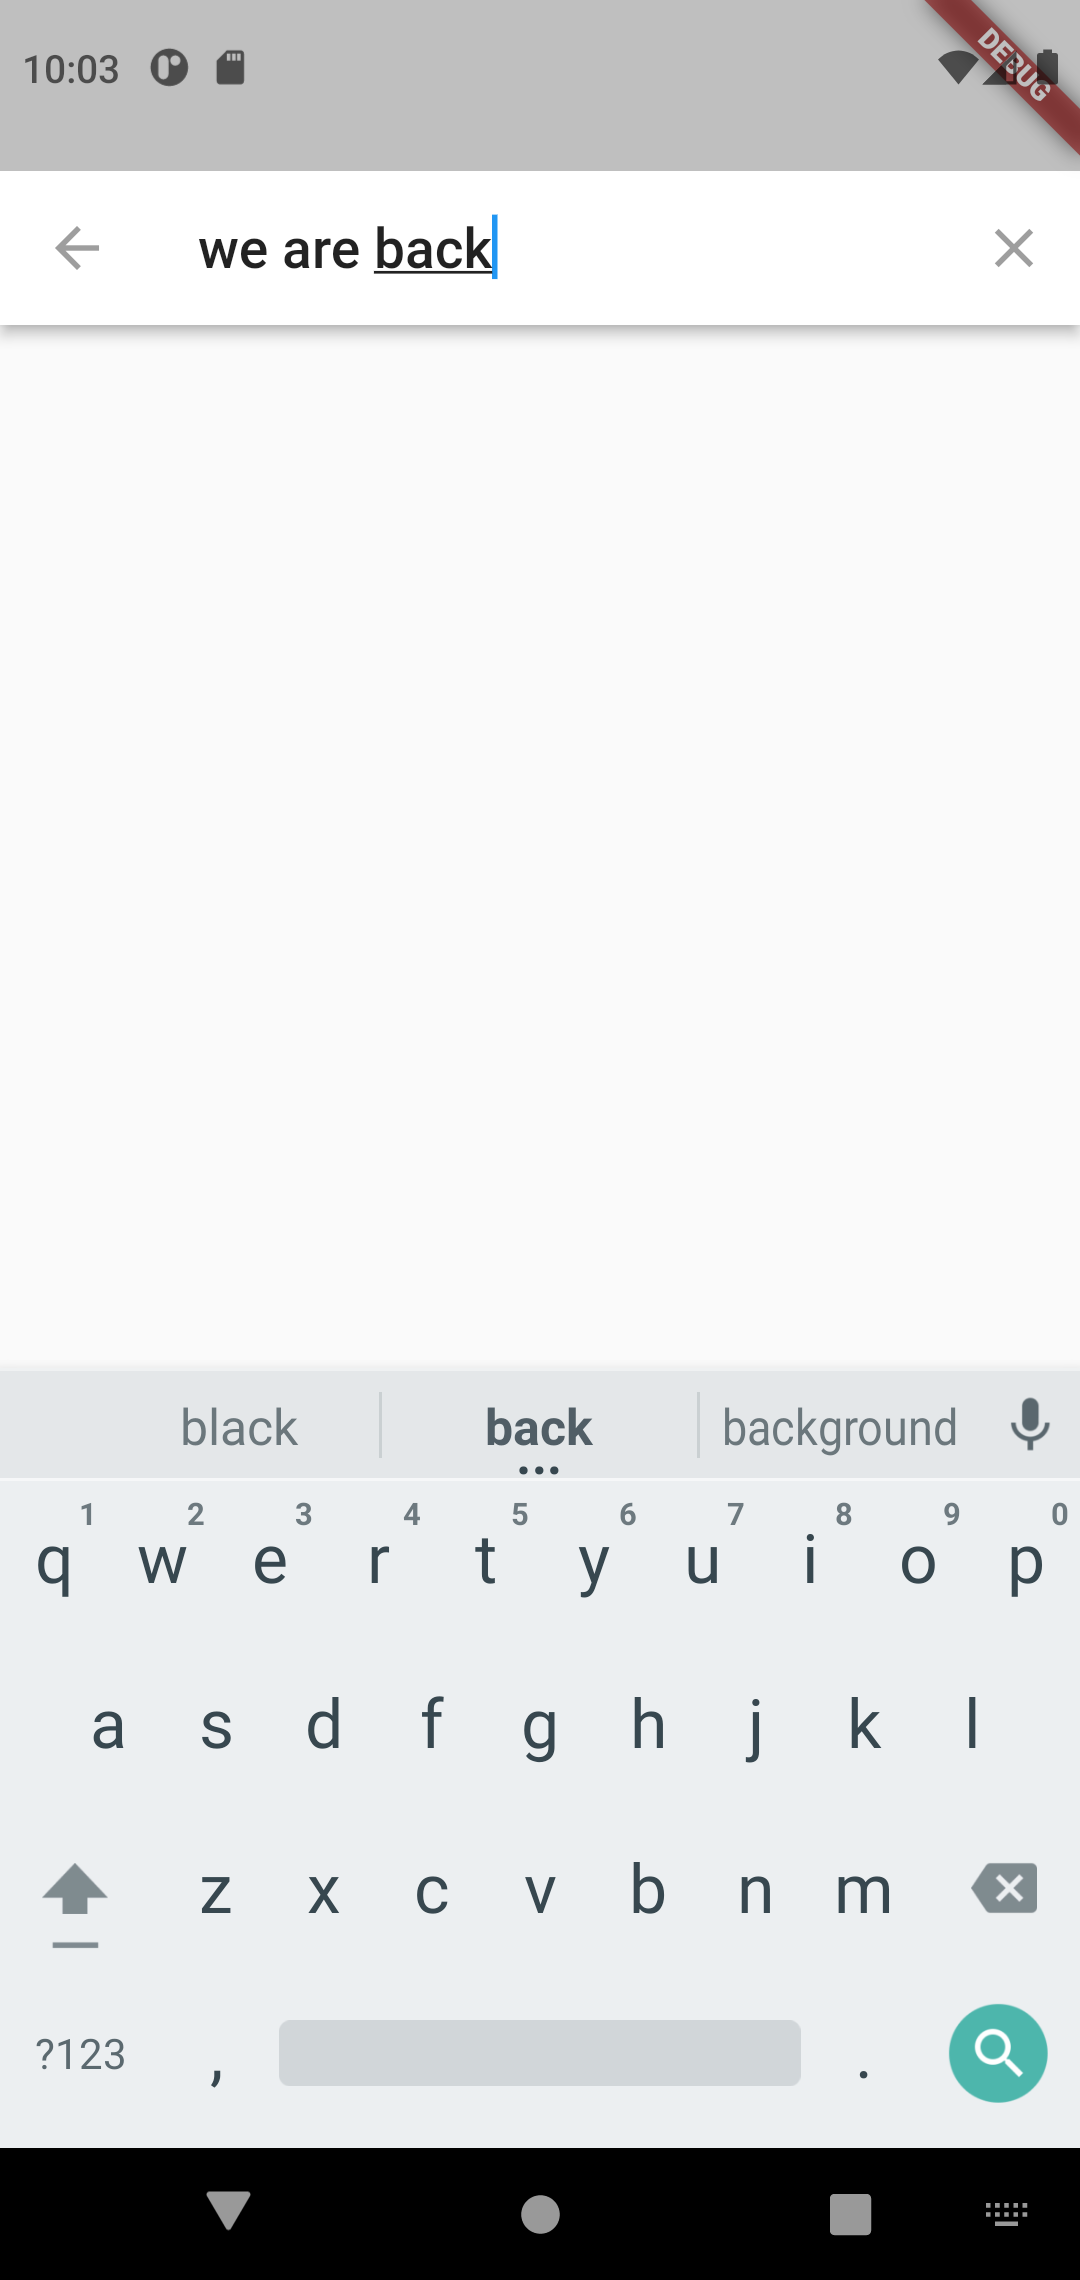 10:03
DEBUG
we are back
black back background
1 2 3 4 5 6 7 8 9 0
q w e r t y u i o p
a s d f g h j k l
z x c v b n m
?123 , .